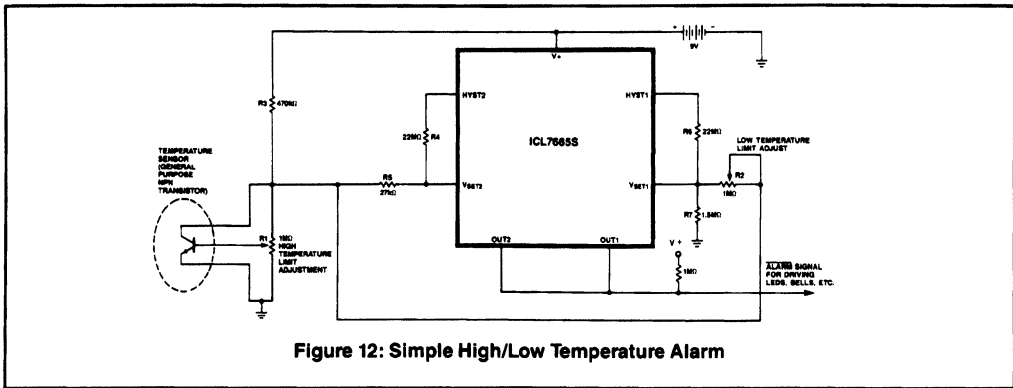 + -
9V
V+
HYST2
HYST1
R3 470kΩ
22MΩ R4
R6 22MΩ
ICL7665S
LOW TEMPERATURE
LIMIT ADJUST
TEMPERATURE
SENSOR
(GENERAL
PURPOSE
NPN
TRANSISTOR)
R5
27kΩ
VSET2
VSET1
R2
1MΩ
R7 1.5MΩ
R1 1MΩ
HIGH
TEMPERATURE
LIMIT
ADJUSTMENT
OUT2
OUT1
V +
1MΩ
ALARM SIGNAL
FOR DRIVING
LEDS, BELLS, ETC.
Figure 12: Simple High/Low Temperature Alarm